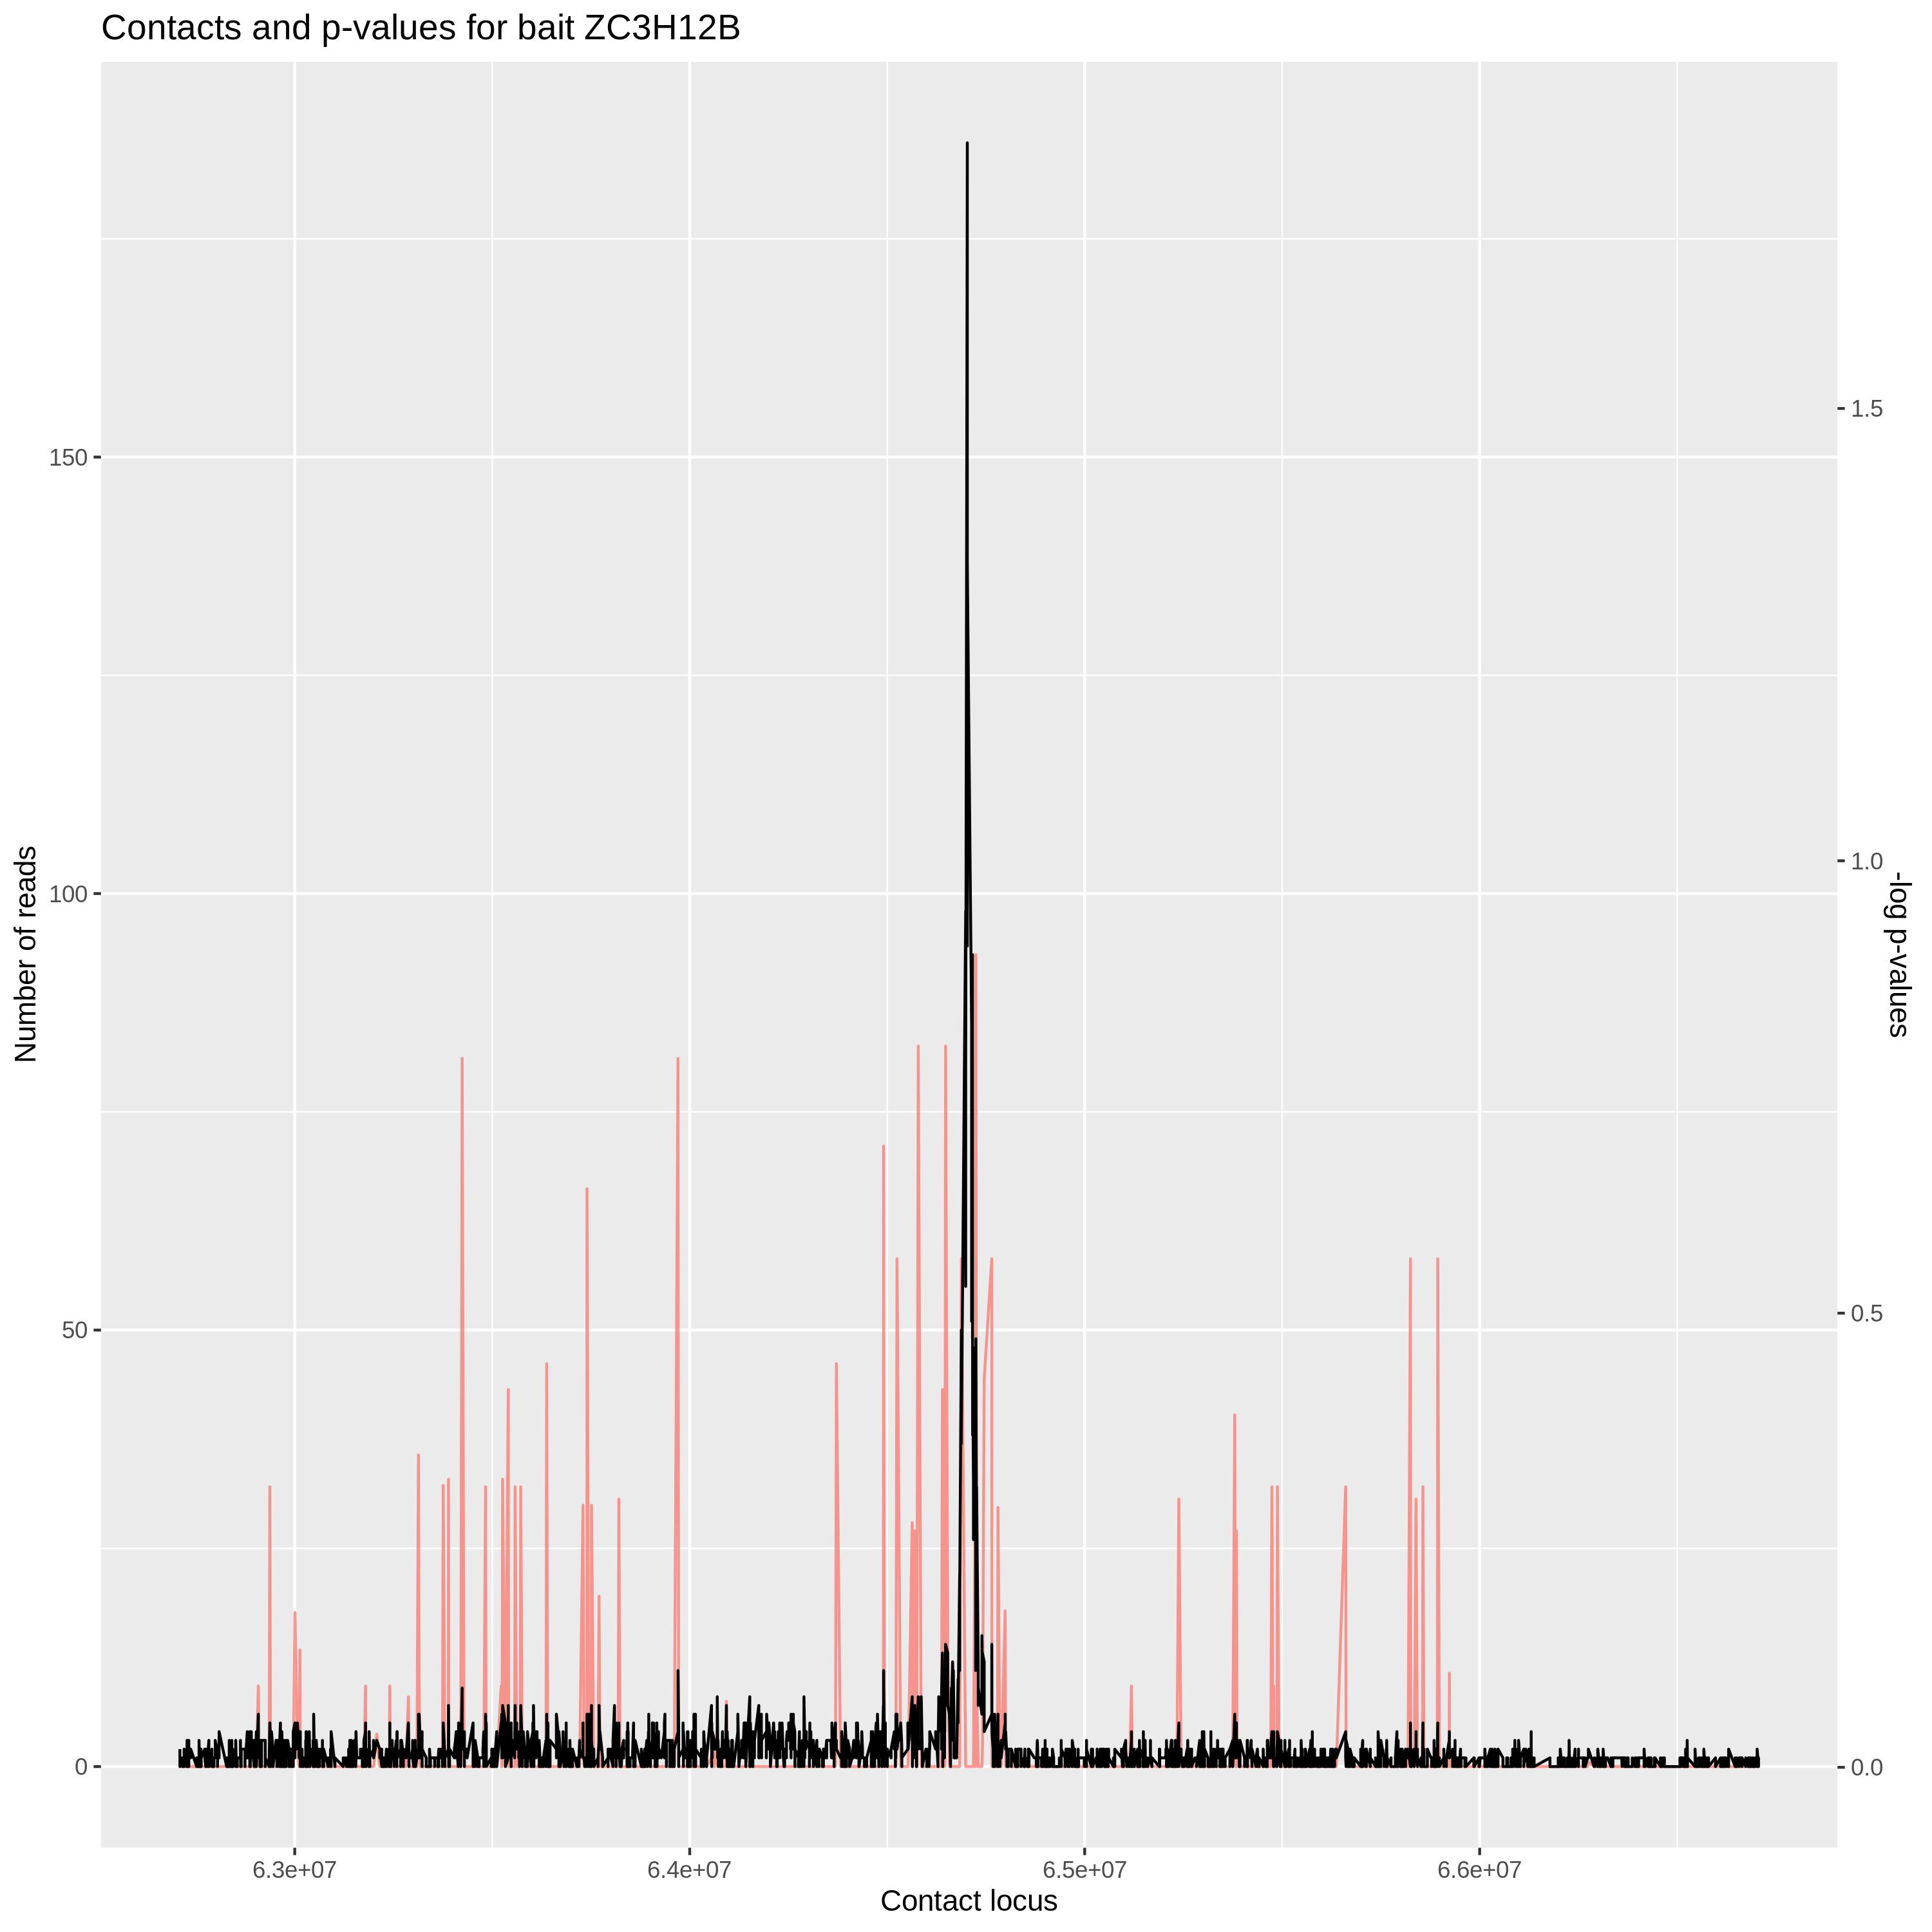 Contacts and p-values for bait ZC3H12B
Number of reads
150
100
50
0
1.5
1.0
0.5
0.0
-log p-values
6.3e+07
6.4e+07
6.5e+07
6.6e+07
Contact locus